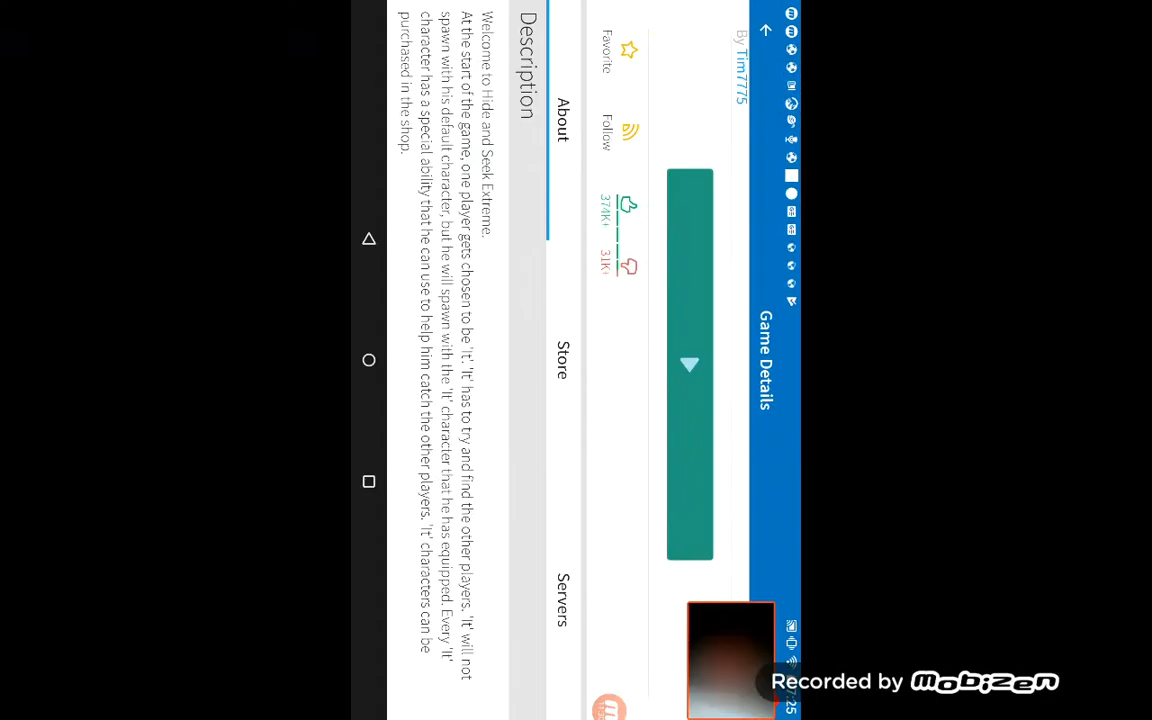 7:25
Game Details
By Tim7775
Favorite
Follow
374K+
31K+
About
Store
Servers
Description
Welcome to Hide and Seek Extreme.
At the start of the game, one player gets chosen to be 'It'. 'It' has to try and find the other players. 'It' will not
spawn with his default character, but he will spawn with the 'It' character that he has equipped. Every 'It'
character has a special ability that he can use to help him catch the other players. 'It' characters can be
purchased in the shop.
Recorded by mobizen